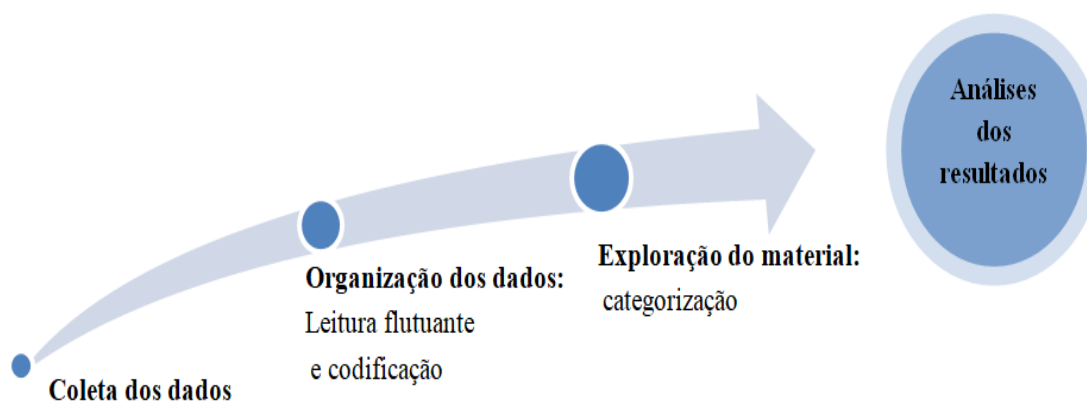 Coleta dos dados
Organização dos dados:
Leitura flutuante
e codificação
Exploração do material:
categorização
Análises
dos
resultados